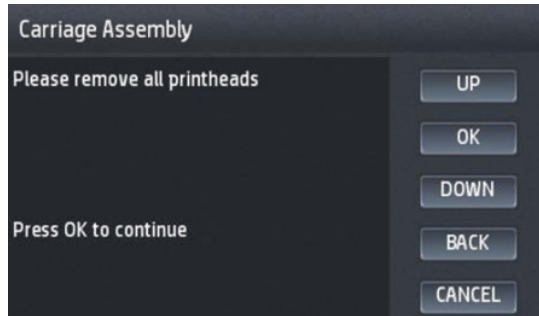 Carriage Assembly
Please remove all printheads
UP
OK
DOWN
Press OK to continue
BACK
CANCEL